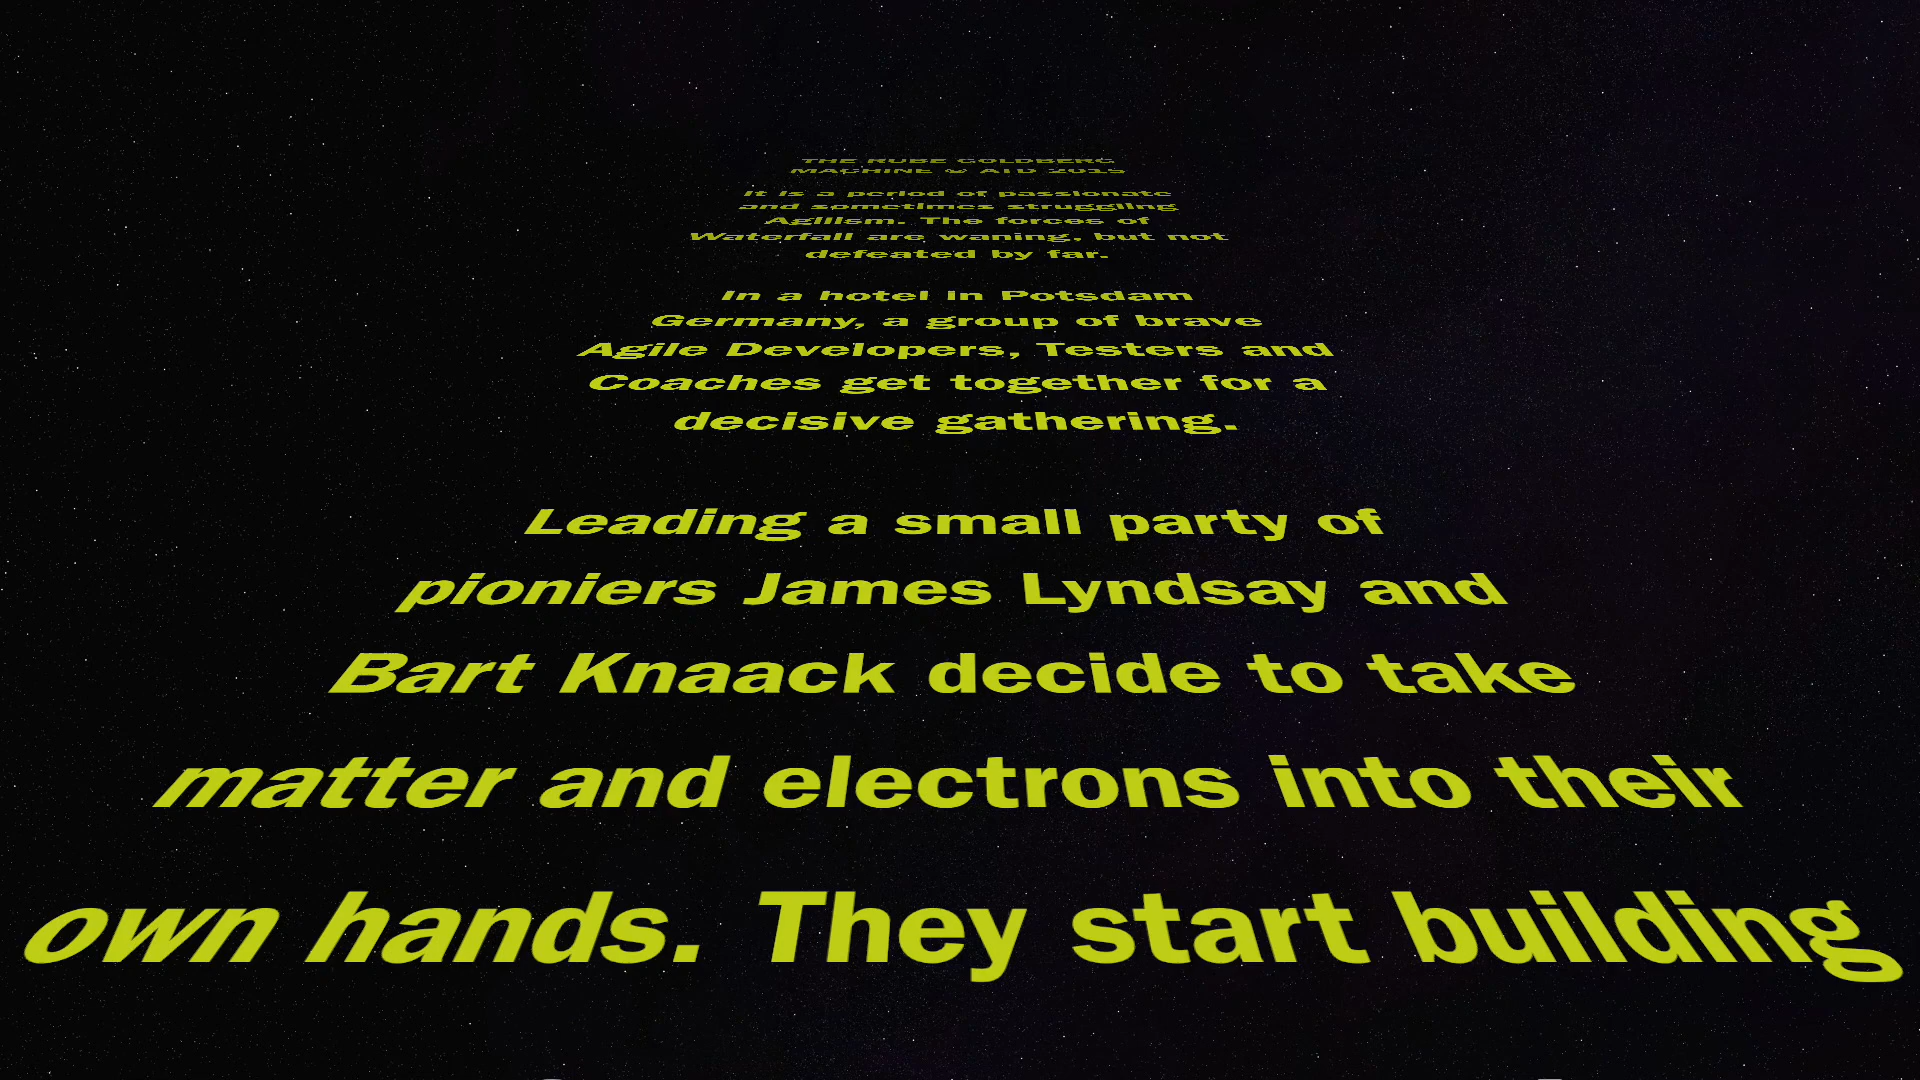 THE RUBE GOLDBERG
MACHINE @ ATD 2015
It is a period of passionate
and sometimes struggling
Agilism. The forces of
Waterfall are waning, but not
defeated by far.
In a hotel in Potsdam
Germany, a group of brave
Agile Developers, Testers and
Coaches get together for a
decisive gathering.
Leading a small party of
pioniers James Lyndsay and
Bart Knaack decide to take
matter and electrons into their
own hands. They start building